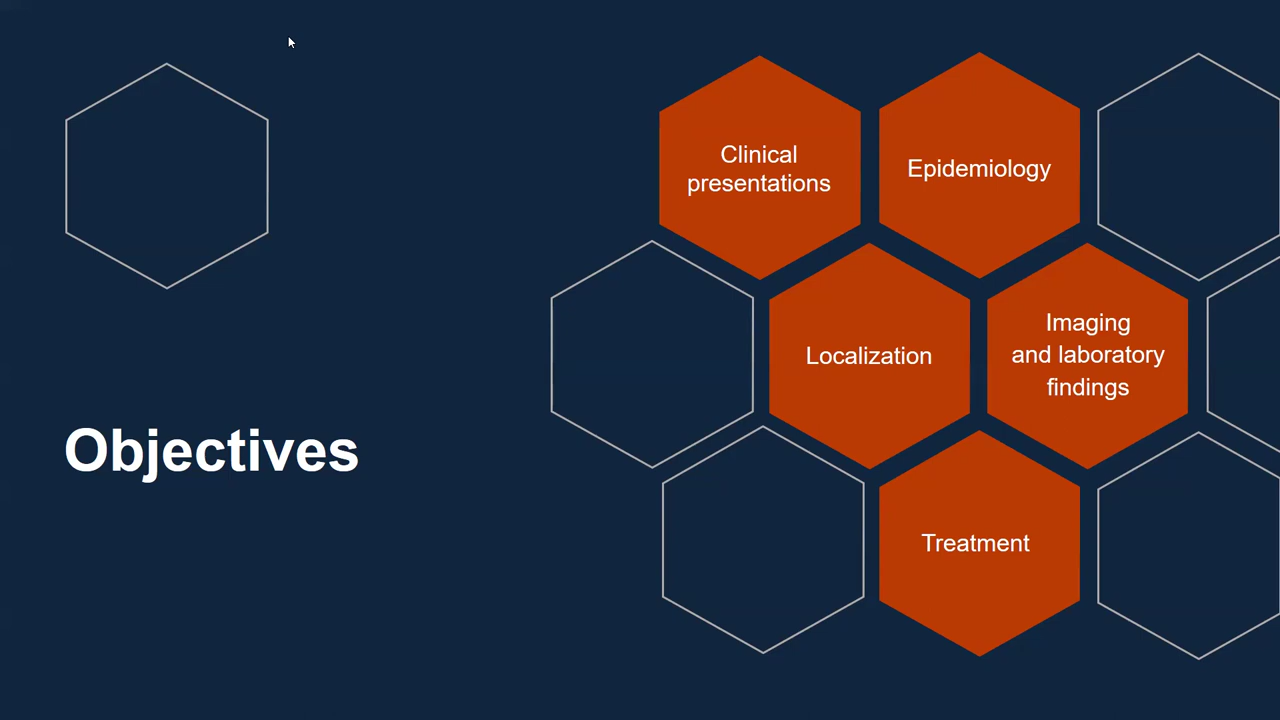 Objectives
Clinical
presentations
Epidemiology
Localization
Imaging
and laboratory
findings
Treatment